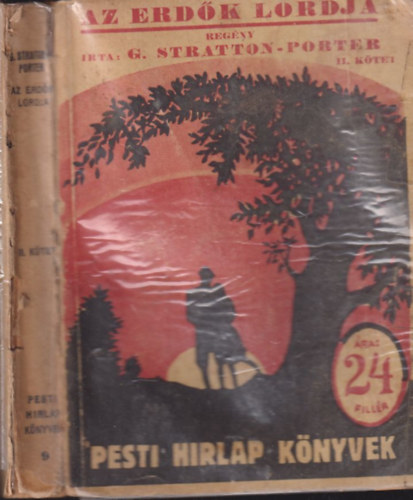 G. STRATTON-
PORTER
AZ ERDŐK
LORDJA
II. KÖTET
PESTI
HIRLAP
KÖNYVEK
9
AZ ERDŐK LORDJA
REGÉNY
IRTA: G. STRATTON-PORTER
II. KÖTET
ÁRA:
24
FILLÉR
PESTI HIRLAP KÖNYVEK